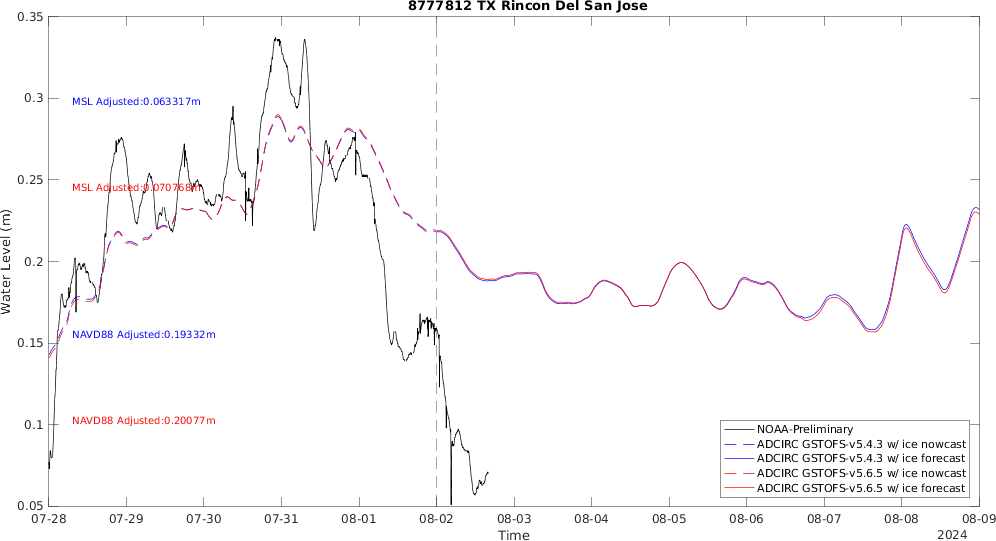 8777812 TX Rincon Del San Jose
0.35
0.3
0.25
0.2
0.15
0.1
0.05
Water Level (m)
MSL Adjusted:0.063317m
MSL Adjusted:0.070768m
NAVD88 Adjusted:0.19332m
NAVD88 Adjusted:0.20077m
NOAA-Preliminary
ADCIRC GSTOFS-v5.4.3 w/ ice nowcast
ADCIRC GSTOFS-v5.4.3 w/ ice forecast
ADCIRC GSTOFS-v5.6.5 w/ ice nowcast
ADCIRC GSTOFS-v5.6.5 w/ ice forecast
07-28 07-29 07-30 07-31 08-01 08-02 08-03 08-04 08-05 08-06 08-07 08-08 08-09
Time
2024